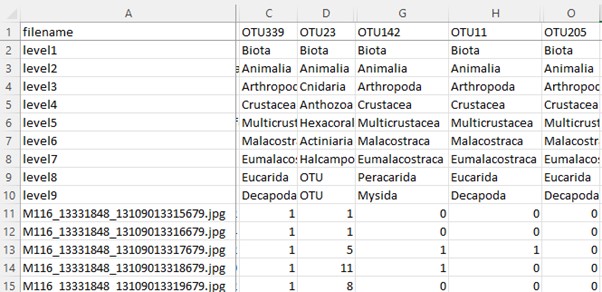 A C D G H O
1 filename OTU339 OTU23 OTU142 OTU11 OTU205
2 level1 Biota Biota Biota Biota Biota
3 level2 Animalia Animalia Animalia Animalia Animalia
4 level3 Arthropoc Cnidaria Arthropoda Arthropoda Arthropod
5 level4 Crustacea Anthozoa Crustacea Crustacea Crustacea
6 level5 Multicrust Hexacoral Multicrustacea Multicrustacea Multicrust
7 level6 Malacostra Actiniaria Malacostraca Malacostraca Malacostr
8 level7 Eumalacos Halcampo Eumalacostraca Eumalacostraca Eumalaco
9 level8 Eucarida OTU Peracarida Eucarida Eucarida
10 level9 Decapoda OTU Mysida Decapoda Decapoda
11 M116_13331848_13109013315679.jpg 1 1 0 0 0
12 M116_13331848_13109013316679.jpg 1 1 0 0 0
13 M116_13331848_13109013317679.jpg 1 5 1 1 0
14 M116_13331848_13109013318679.jpg 1 11 1 0 0
15 M116_13331848_13109013319679.jpg 1 8 0 0 0